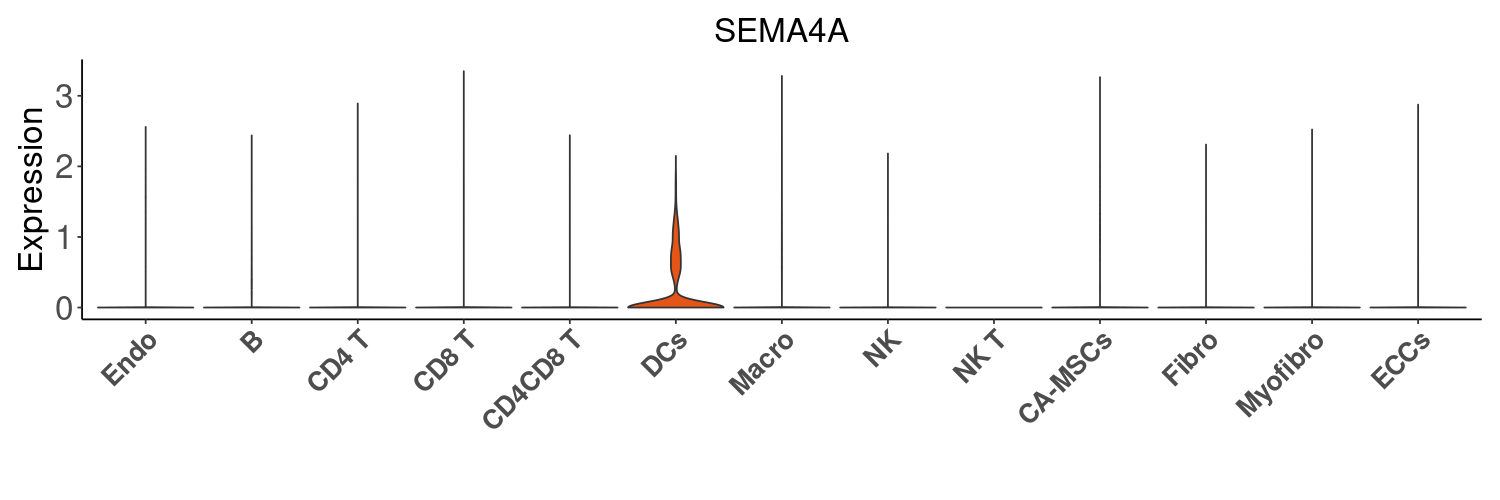 SEMA4A
Expression
3
2
1
0
Endo
B
CD4 T
CD8 T
CD4CD8 T
DCs
Macro
NK
NK T
CA-MSCs
Fibro
Myofibro
ECCs